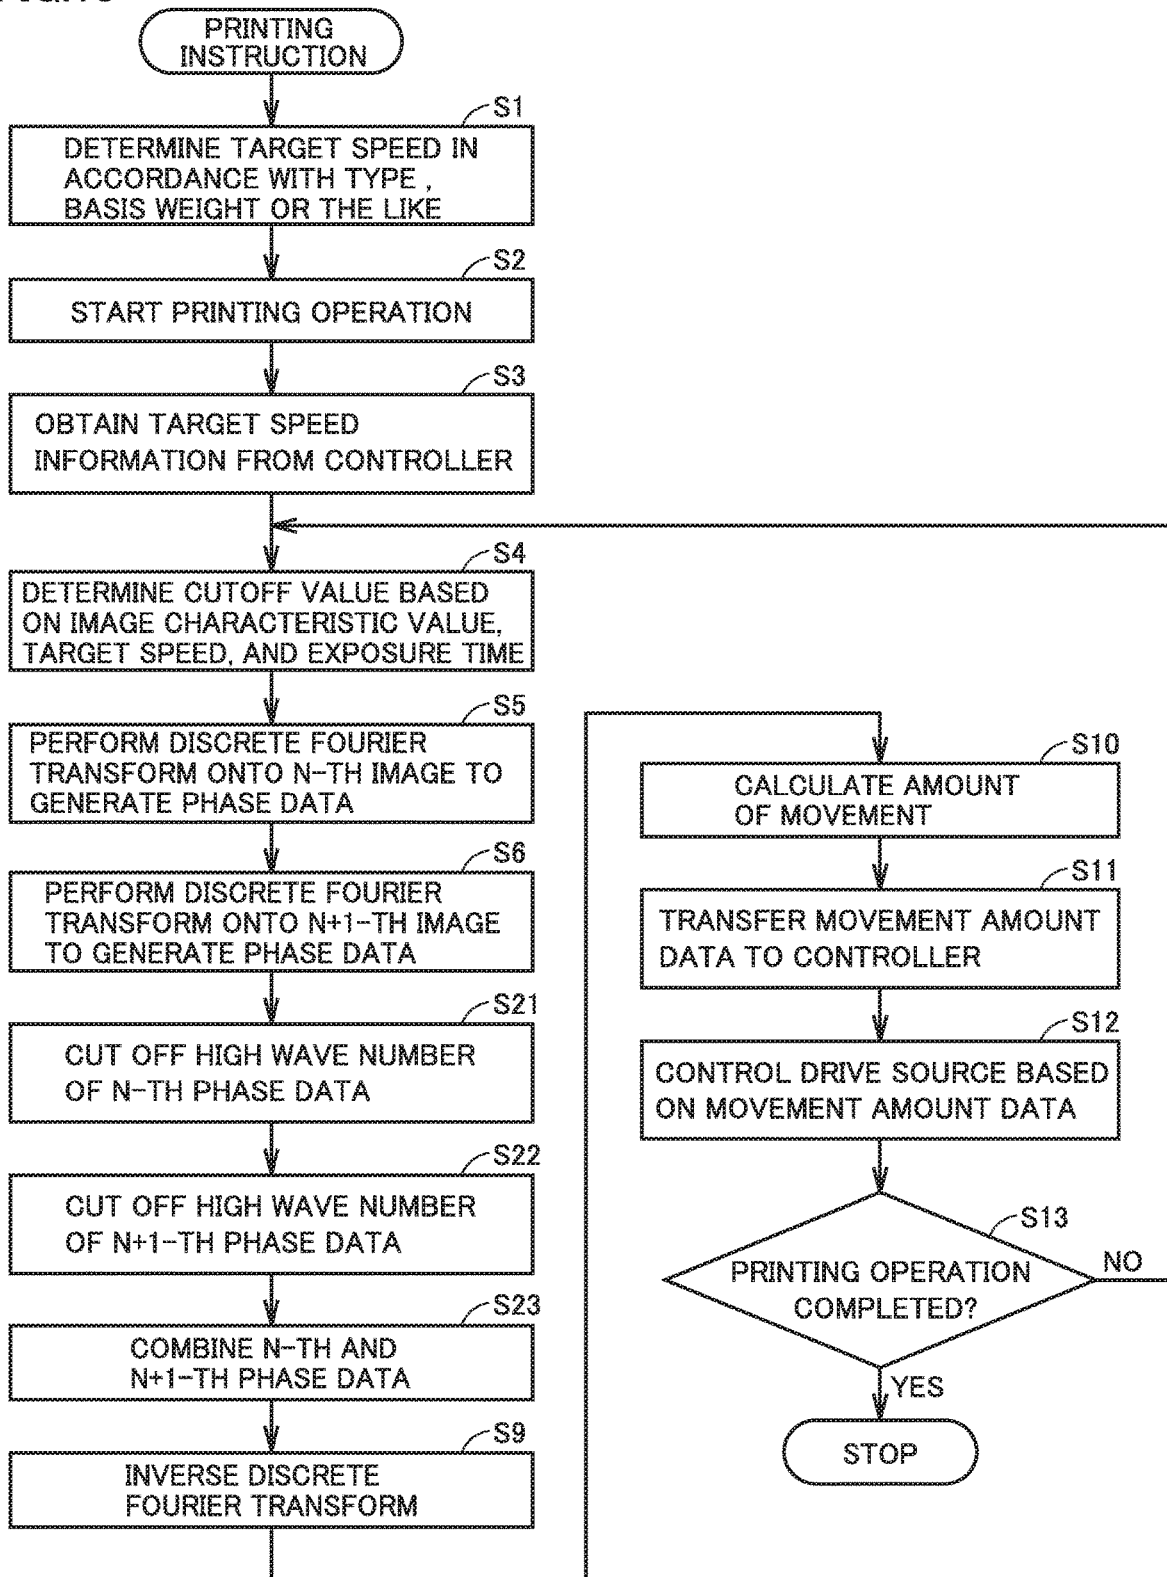 PRINTING
INSTRUCTION
S1
DETERMINE TARGET SPEED IN
ACCORDANCE WITH TYPE ,
BASIS WEIGHT OR THE LIKE
S2
START PRINTING OPERATION
S3
OBTAIN TARGET SPEED
INFORMATION FROM CONTROLLER
S4
DETERMINE CUTOFF VALUE BASED
ON IMAGE CHARACTERISTIC VALUE,
TARGET SPEED, AND EXPOSURE TIME
S5
PERFORM DISCRETE FOURIER
TRANSFORM ONTO N-TH IMAGE TO
GENERATE PHASE DATA
S6
PERFORM DISCRETE FOURIER
TRANSFORM ONTO N+1-TH IMAGE
TO GENERATE PHASE DATA
S21
CUT OFF HIGH WAVE NUMBER
OF N-TH PHASE DATA
S22
CUT OFF HIGH WAVE NUMBER
OF N+1-TH PHASE DATA
S23
COMBINE N-TH AND
N+1-TH PHASE DATA
S9
INVERSE DISCRETE
FOURIER TRANSFORM
S10
CALCULATE AMOUNT
OF MOVEMENT
S11
TRANSFER MOVEMENT AMOUNT
DATA TO CONTROLLER
S12
CONTROL DRIVE SOURCE BASED
ON MOVEMENT AMOUNT DATA
S13
PRINTING OPERATION
COMPLETED?
NO
YES
STOP